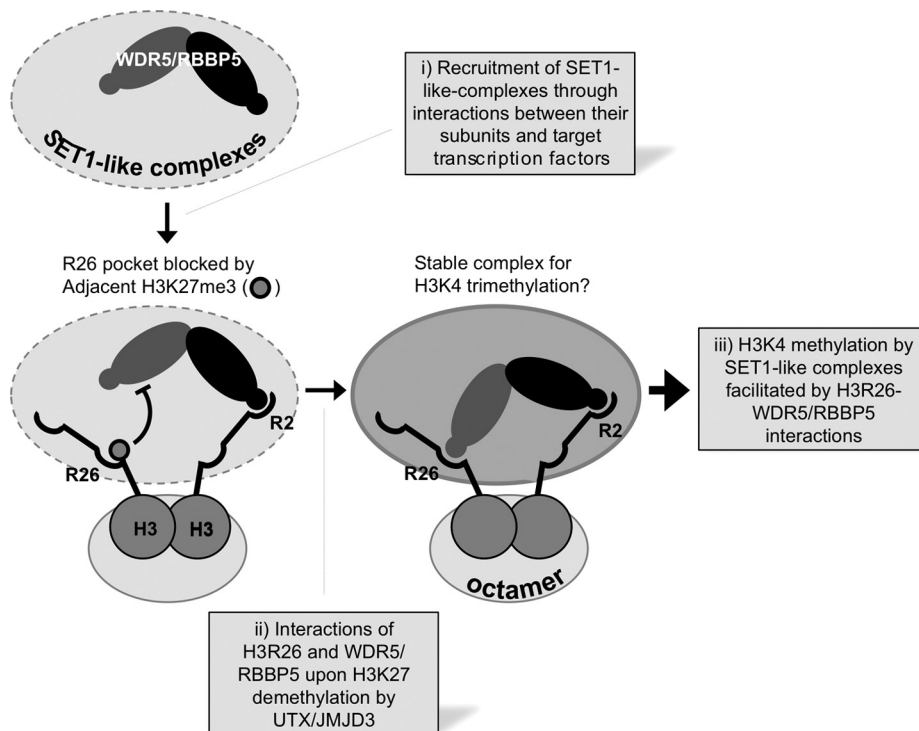 WDR5/RBBP5
SET1-like complexes
i) Recruitment of SET1-
like-complexes through
interactions between their
subunits and target
transcription factors
R26 pocket blocked by
Adjacent H3K27me3 ( )
R2
R26
H3
H3
Stable complex for
H3K4 trimethylation?
R2
R26
octamer
iii) H3K4 methylation by
SET1-like complexes
facilitated by H3R26-
WDR5/RBBP5
interactions
ii) Interactions of
H3R26 and WDR5/
RBBP5 upon H3K27
demethylation by
UTX/JMJD3